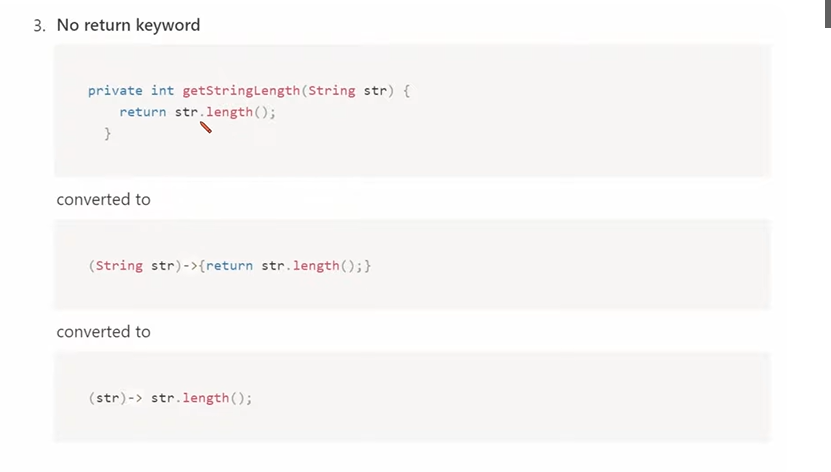 3. No return keyword
private int getStringLength(String str) {
return str.length();
}
converted to
(String str)->{return str.length();}
converted to
(str)-> str.length();